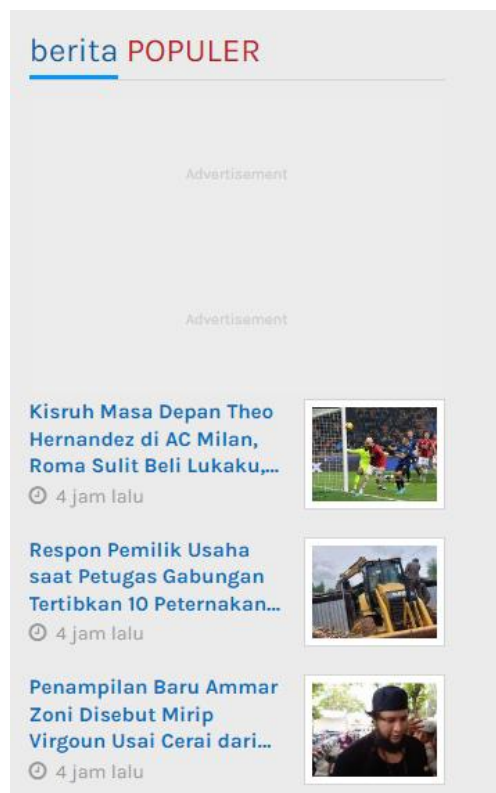 berita POPULER
Advertisement
Advertisement
Kisruh Masa Depan Theo
Hernandez di AC Milan,
Roma Sulit Beli Lukaku,...
4 jam lalu
Respon Pemilik Usaha
saat Petugas Gabungan
Tertibkan 10 Peternakan...
4 jam lalu
Penampilan Baru Ammar
Zoni Disebut Mirip
Virgoun Usai Cerai dari...
4 jam lalu